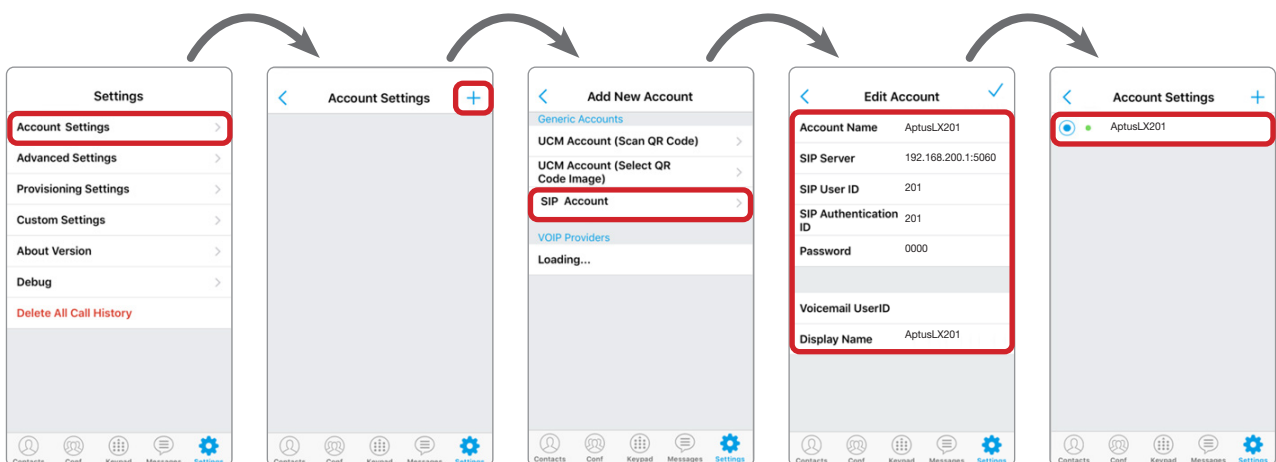 Settings
Account Settings
Advanced Settings
Provisioning Settings
Custom Settings
About Version
Debug
Delete All Call History
Contacts Conf Keypad Messages Settings
Account Settings
Contacts Conf Keypad Messages Settings
Add New Account
Generic Accounts
UCM Account (Scan QR Code)
UCM Account (Select QR
Code Image)
SIP Account
VOIP Providers
Loading...
Contacts Conf Keypad Messages Settings
Edit Account
Account Name AptusLX201
SIP Server 192.168.200.1:5060
SIP User ID 201
SIP Authentication
ID 201
Password 0000
Voicemail UserID
Display Name AptusLX201
Contacts Conf Keypad Messages Settings
Account Settings
AptusLX201
Contacts Conf Keypad Messages Settings